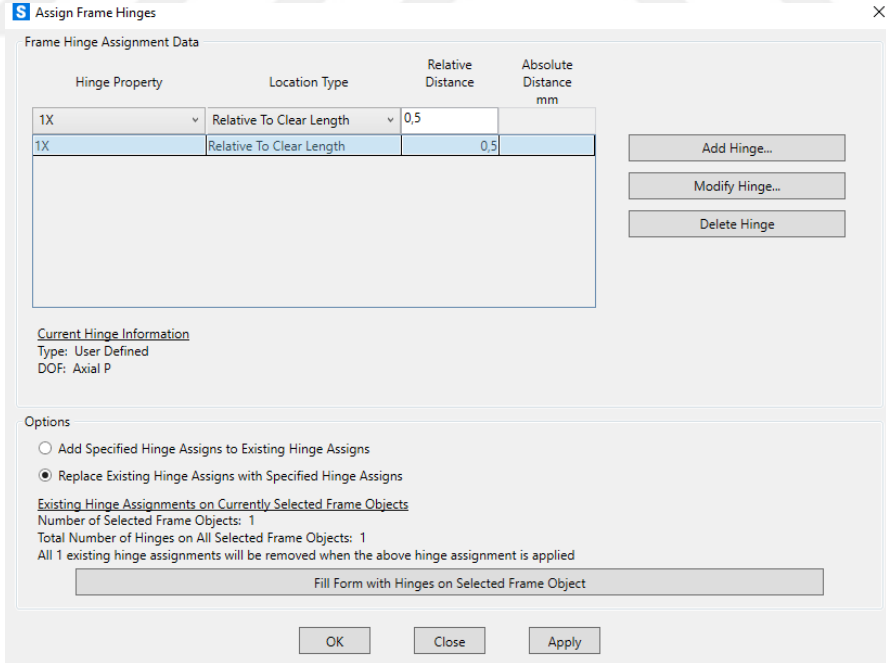 S Assign Frame Hinges
Frame Hinge Assignment Data
Hinge Property Location Type Relative Distance Absolute Distance mm
1X Relative To Clear Length 0,5
1X Relative To Clear Length 0,5
Add Hinge...
Modify Hinge...
Delete Hinge
Current Hinge Information
Type: User Defined
DOF: Axial P
Options
Add Specified Hinge Assigns to Existing Hinge Assigns
Replace Existing Hinge Assigns with Specified Hinge Assigns
Existing Hinge Assignments on Currently Selected Frame Objects
Number of Selected Frame Objects: 1
Total Number of Hinges on All Selected Frame Objects: 1
All 1 existing hinge assignments will be removed when the above hinge assignment is applied
Fill Form with Hinges on Selected Frame Object
OK Close Apply